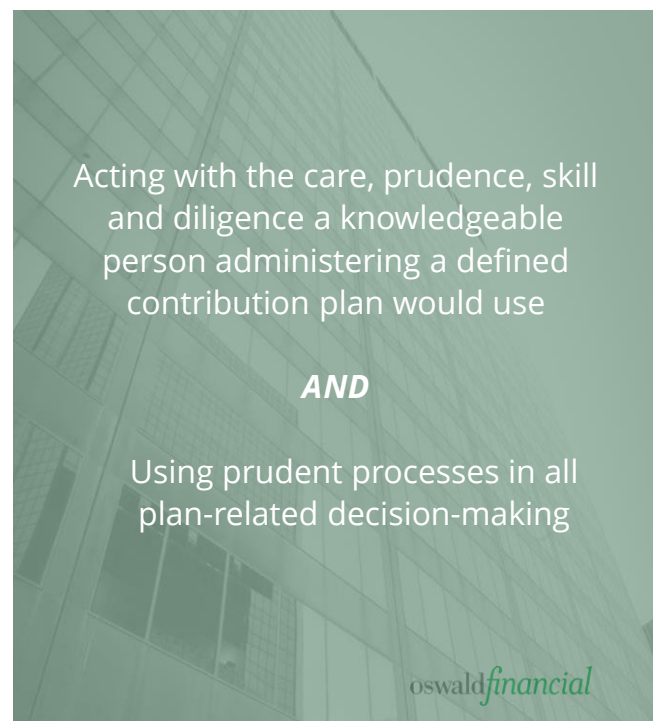 Acting with the care, prudence, skill
and diligence a knowledgeable
person administering a defined
contribution plan would use
AND
Using prudent processes in all
plan-related decision-making
oswaldfinancial